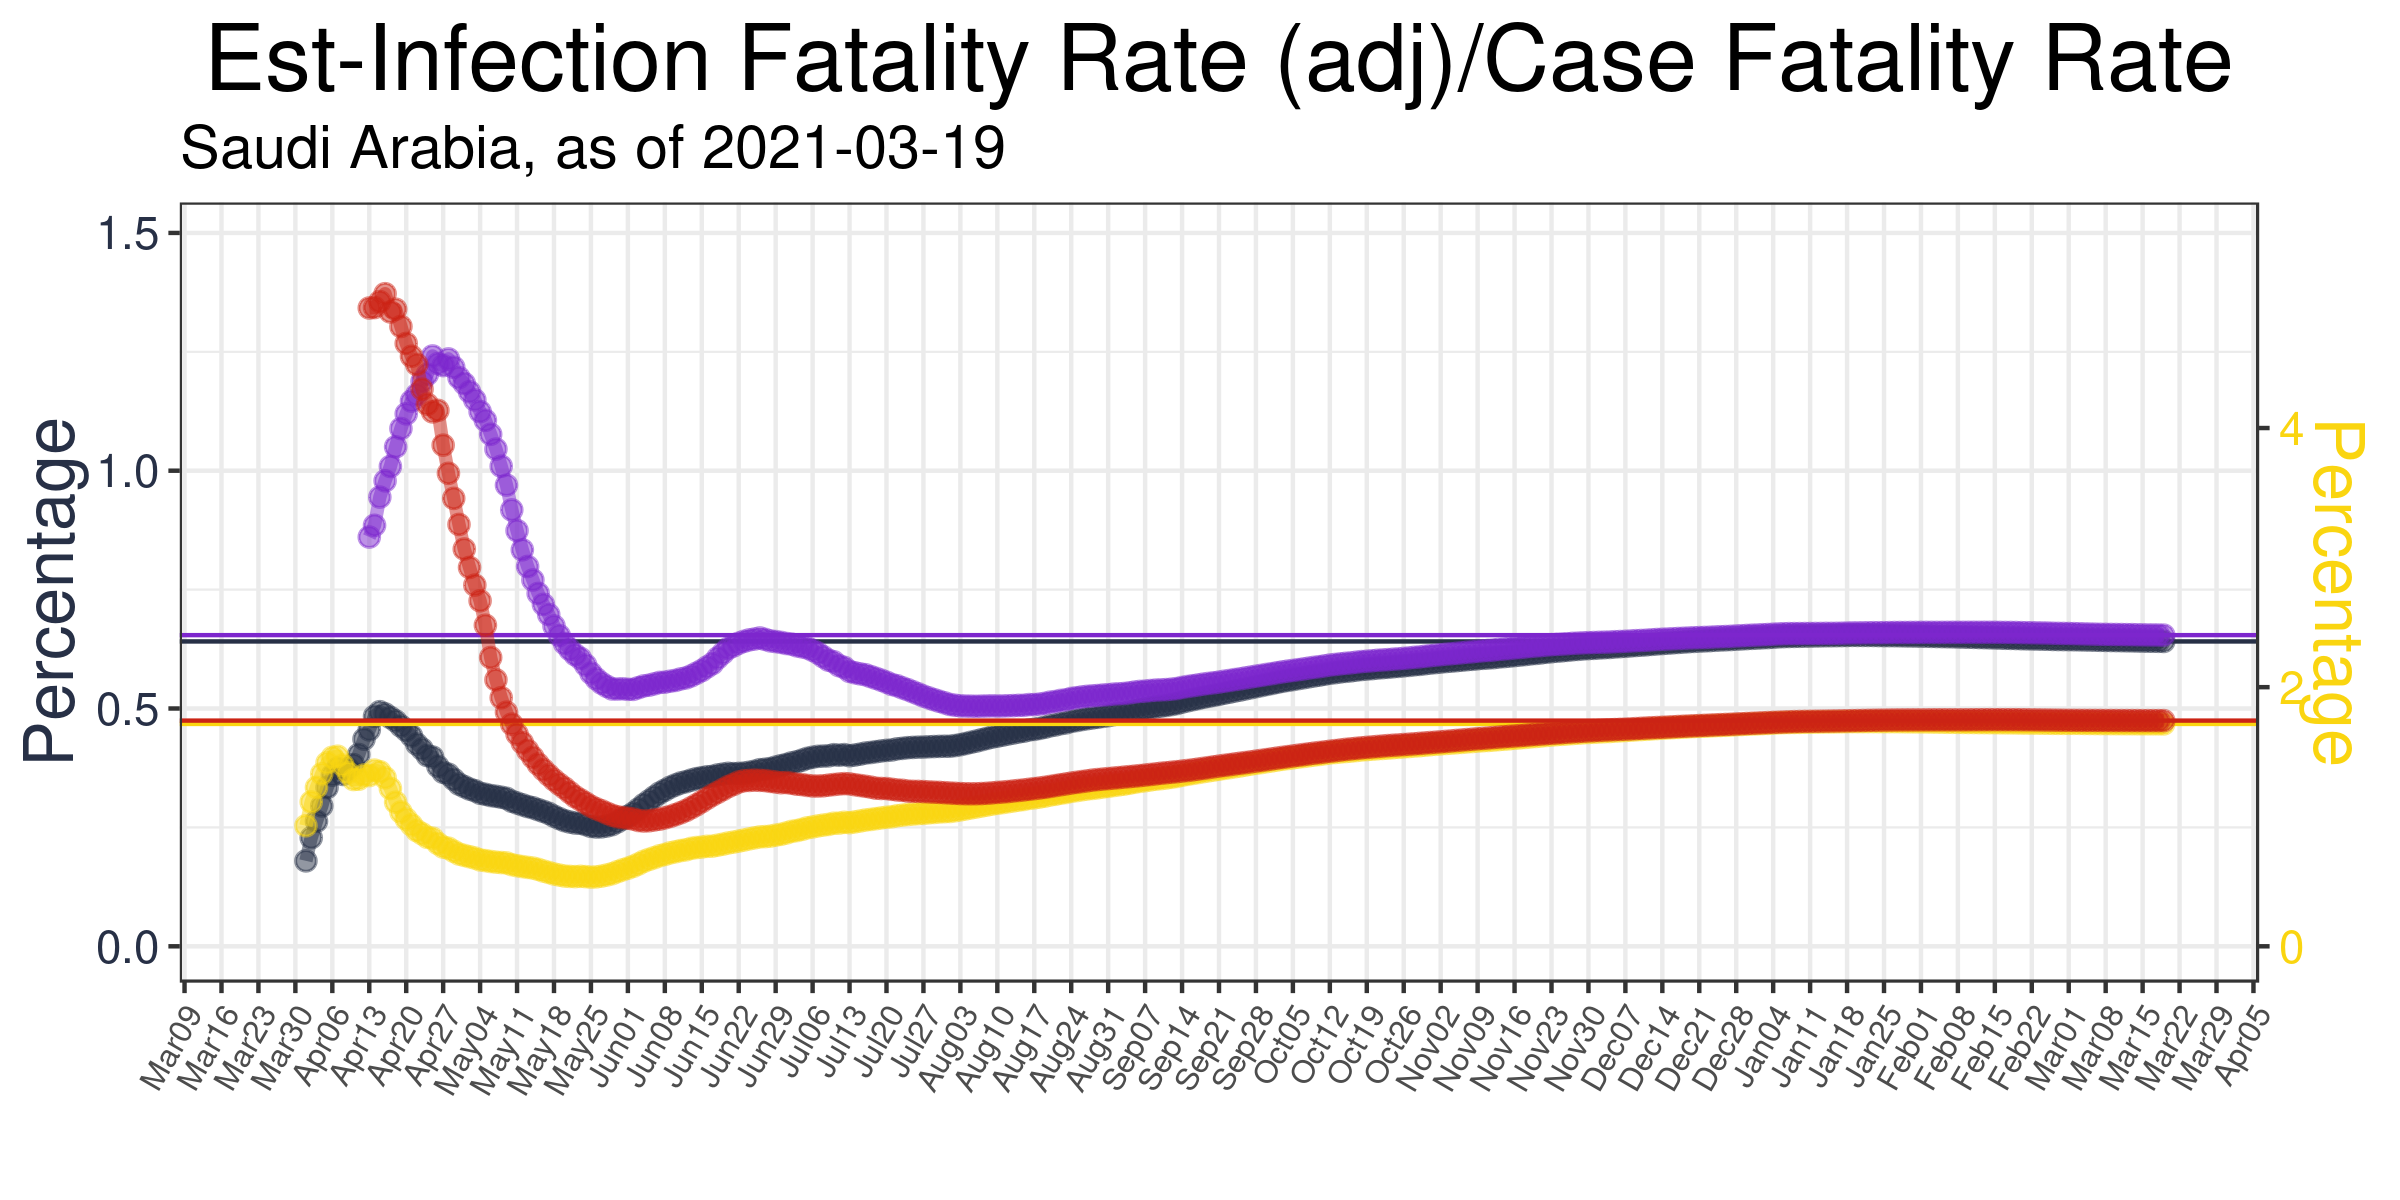 Est-Infection Fatality Rate (adj)/Case Fatality Rate
Saudi Arabia, as of 2021-03-19
Percentage
1.5
1.0
0.5
0.0
4
2
0
Percentage
Mar09
Mar16
Mar23
Mar30
Apr06
Apr13
Apr20
Apr27
May04
May11
May18
May25
Jun01
Jun08
Jun15
Jun22
Jun29
Jul06
Jul13
Jul20
Jul27
Aug03
Aug10
Aug17
Aug24
Aug31
Sep07
Sep14
Sep21
Sep28
Oct05
Oct12
Oct19
Oct26
Nov02
Nov09
Nov16
Nov23
Nov30
Dec07
Dec14
Dec21
Dec28
Jan04
Jan11
Jan18
Jan25
Feb01
Feb08
Feb15
Feb22
Mar01
Mar08
Mar15
Mar22
Mar29
Apr05